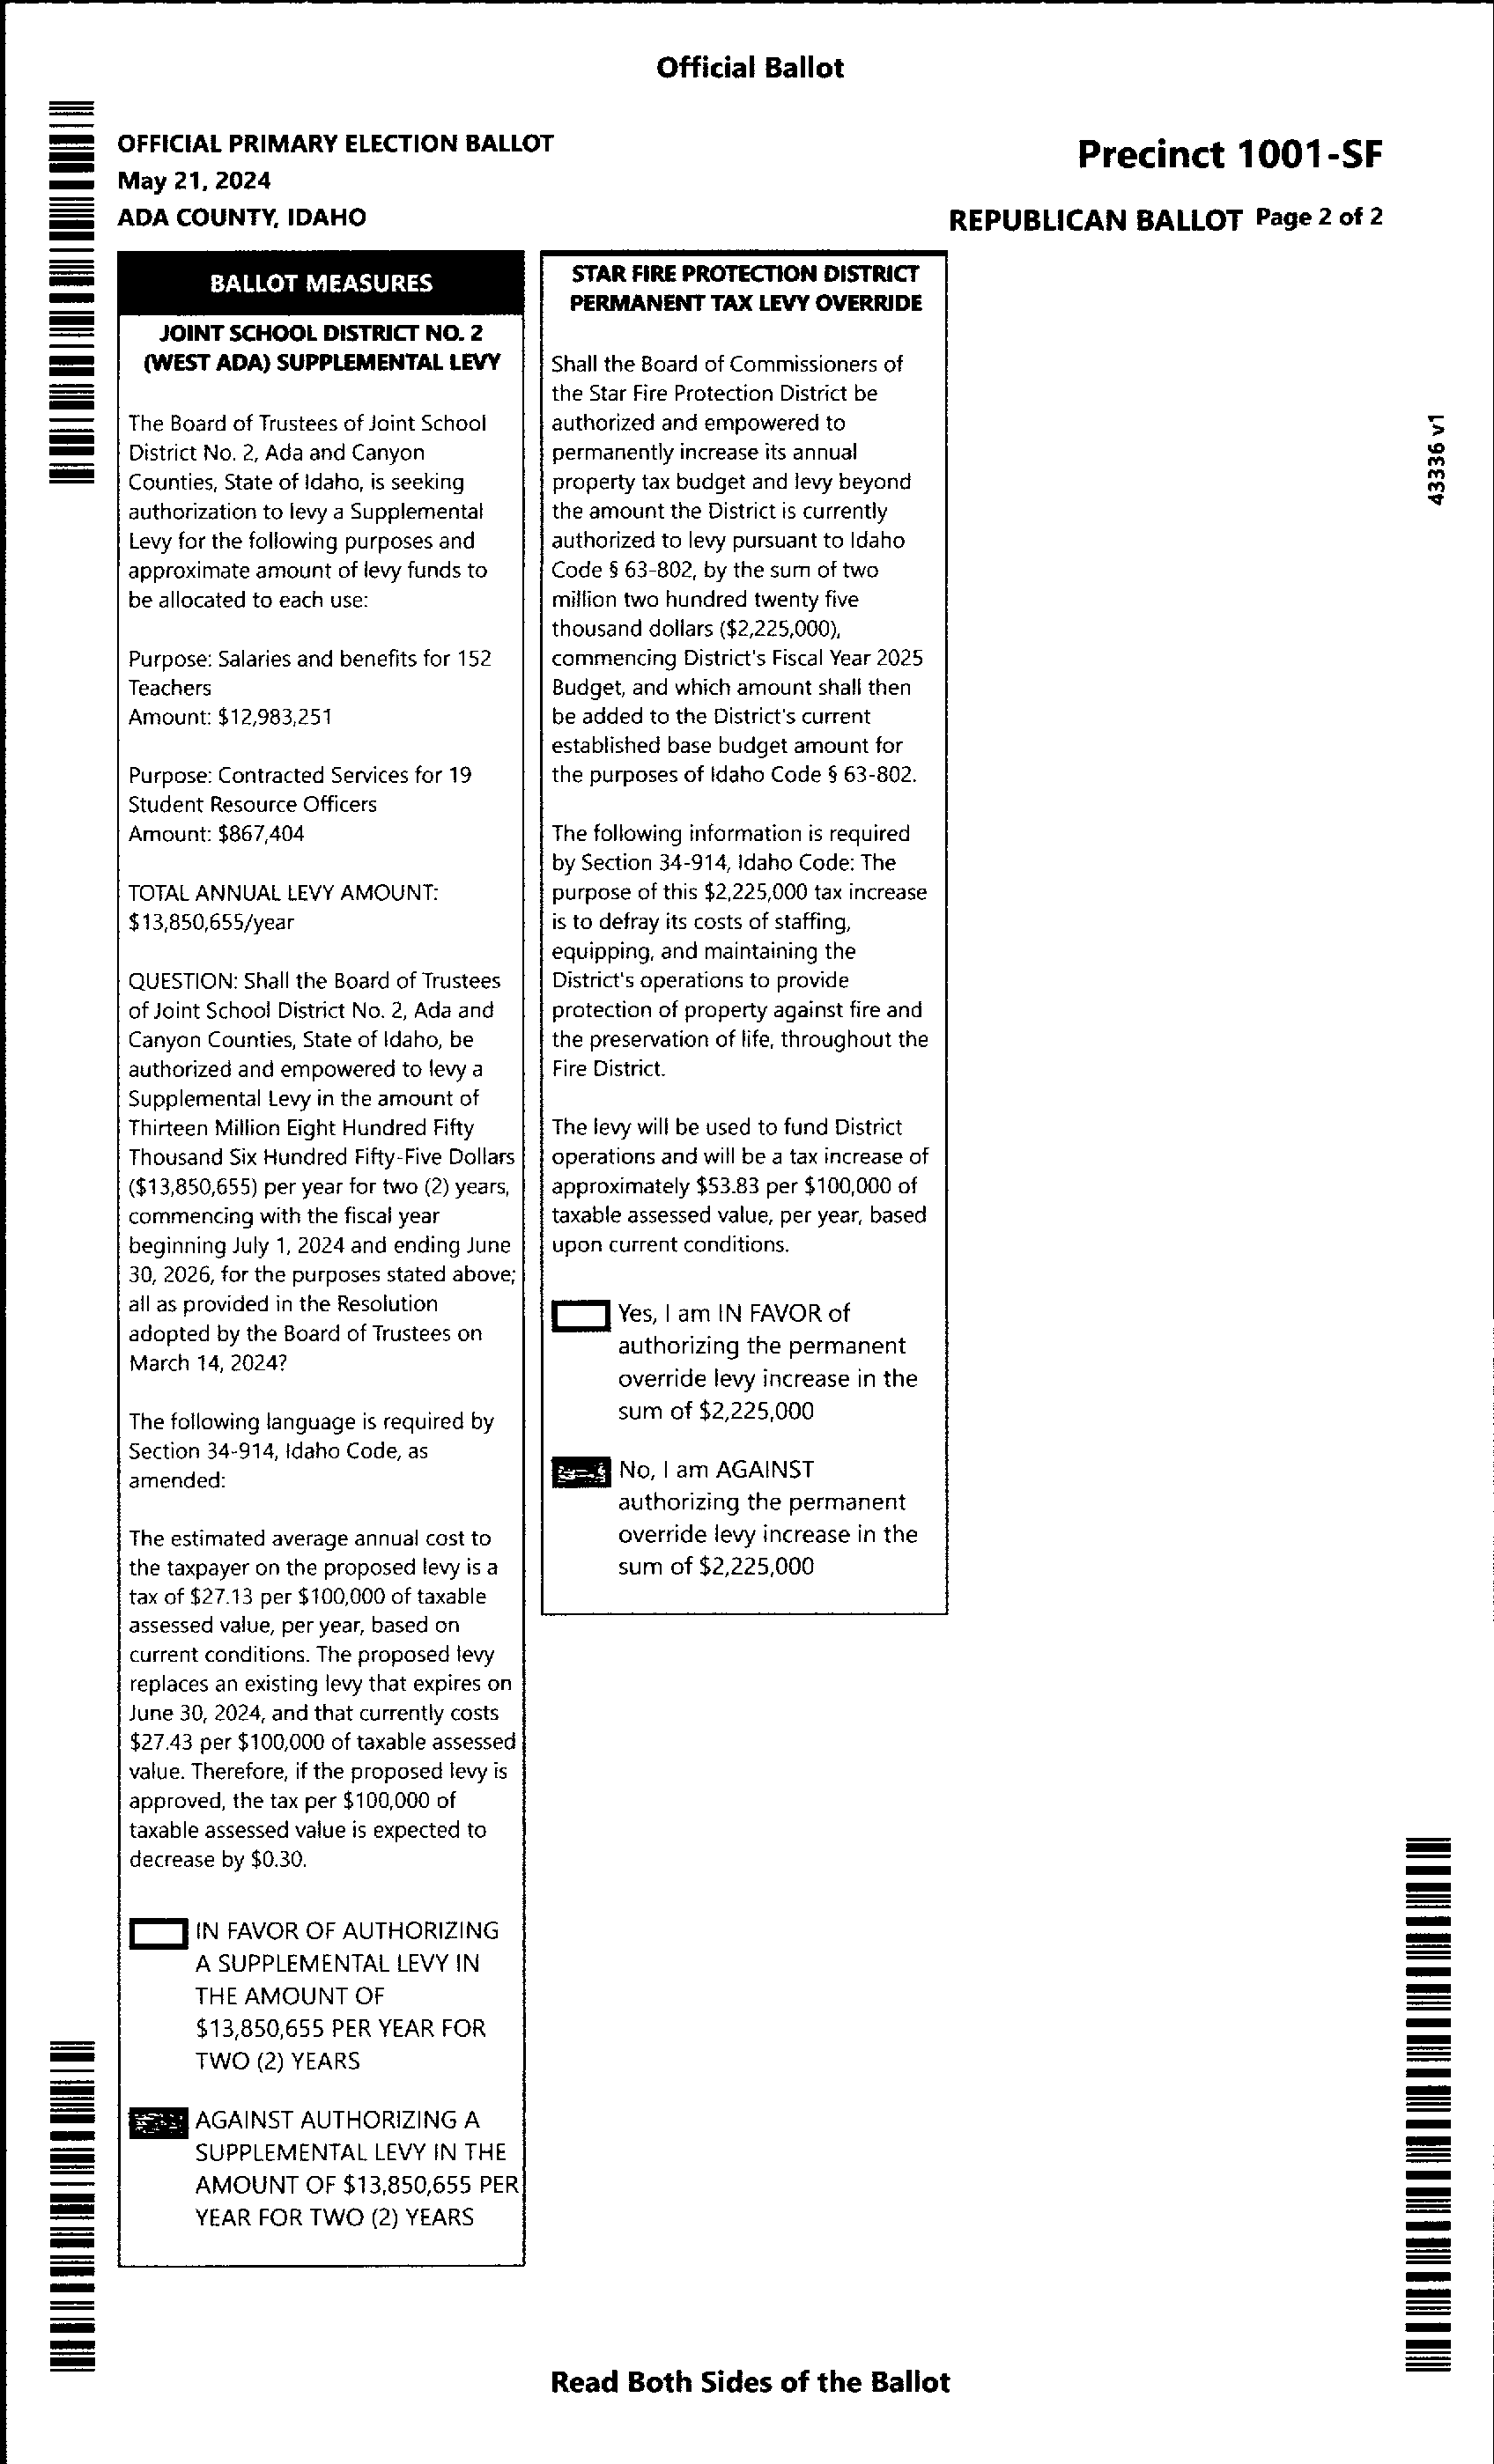 Official Ballot
OFFICIAL PRIMARY ELECTION BALLOT
May 21, 2024
ADA COUNTY, IDAHO
Precinct 1001-SF
REPUBLICAN BALLOT Page 2 of 2
BALLOT MEASURES
JOINT SCHOOL DISTRICT NO. 2
(WEST ADA) SUPPLEMENTAL LEVY
The Board of Trustees of Joint School
District No. 2, Ada and Canyon
Counties, State of Idaho, is seeking
authorization to levy a Supplemental
Levy for the following purposes and
approximate amount of levy funds to
be allocated to each use:
Purpose: Salaries and benefits for 152
Teachers
Amount: $12,983,251
Purpose: Contracted Services for 19
Student Resource Officers
Amount: $867,404
TOTAL ANNUAL LEVY AMOUNT:
$13,850,655/year
QUESTION: Shall the Board of Trustees
of Joint School District No. 2, Ada and
Canyon Counties, State of Idaho, be
authorized and empowered to levy a
Supplemental Levy in the amount of
Thirteen Million Eight Hundred Fifty
Thousand Six Hundred Fifty-Five Dollars
($13,850,655) per year for two (2) years,
commencing with the fiscal year
beginning July 1, 2024 and ending June
30, 2026, for the purposes stated above;
all as provided in the Resolution
adopted by the Board of Trustees on
March 14, 2024?
The following language is required by
Section 34-914, Idaho Code, as
amended:
The estimated average annual cost to
the taxpayer on the proposed levy is a
tax of $27.13 per $100,000 of taxable
assessed value, per year, based on
current conditions. The proposed levy
replaces an existing levy that expires on
June 30, 2024, and that currently costs
$27.43 per $100,000 of taxable assessed
value. Therefore, if the proposed levy is
approved, the tax per $100,000 of
taxable assessed value is expected to
decrease by $0.30.
IN FAVOR OF AUTHORIZING
A SUPPLEMENTAL LEVY IN
THE AMOUNT OF
$13,850,655 PER YEAR FOR
TWO (2) YEARS
AGAINST AUTHORIZING A
SUPPLEMENTAL LEVY IN THE
AMOUNT OF $13,850,655 PER
YEAR FOR TWO (2) YEARS
STAR FIRE PROTECTION DISTRICT
PERMANENT TAX LEVY OVERRIDE
Shall the Board of Commissioners of
the Star Fire Protection District be
authorized and empowered to
permanently increase its annual
property tax budget and levy beyond
the amount the District is currently
authorized to levy pursuant to Idaho
Code § 63-802, by the sum of two
million two hundred twenty five
thousand dollars ($2,225,000),
commencing District's Fiscal Year 2025
Budget, and which amount shall then
be added to the District's current
established base budget amount for
the purposes of Idaho Code § 63-802.
The following information is required
by Section 34-914, Idaho Code: The
purpose of this $2,225,000 tax increase
is to defray its costs of staffing,
equipping, and maintaining the
District's operations to provide
protection of property against fire and
the preservation of life, throughout the
Fire District.
The levy will be used to fund District
operations and will be a tax increase of
approximately $53.83 per $100,000 of
taxable assessed value, per year, based
upon current conditions.
Yes, I am IN FAVOR of
authorizing the permanent
override levy increase in the
sum of $2,225,000
No, I am AGAINST
authorizing the permanent
override levy increase in the
sum of $2,225,000
43336 v1
Read Both Sides of the Ballot